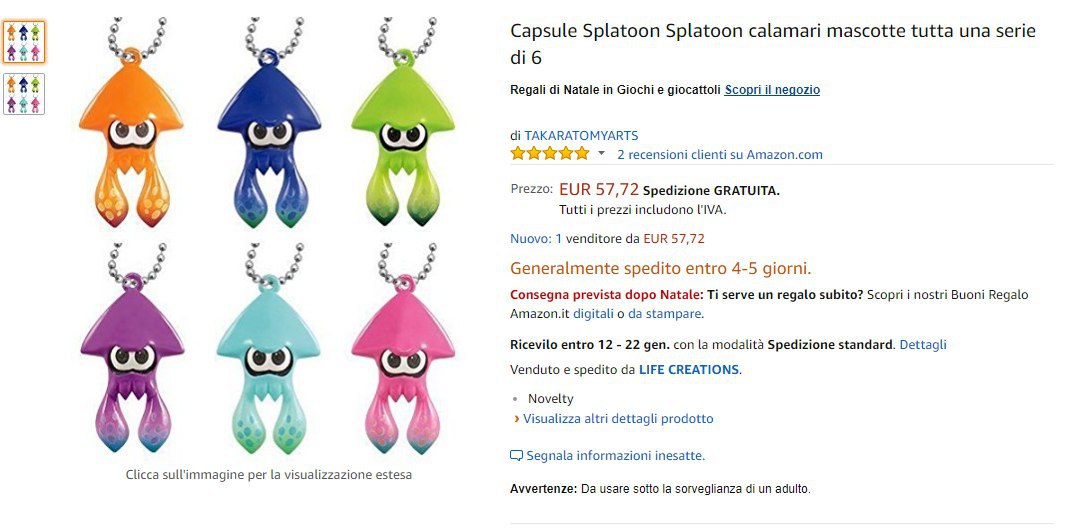 Capsule Splatoon Splatoon calamari mascotte tutta una serie
di 6
Regali di Natale in Giochi e giocattoli Scopri il negozio
di TAKARATOMYARTS
2 recensioni clienti su Amazon.com
Prezzo: EUR 57,72 Spedizione GRATUITA.
Tutti i prezzi includono l'IVA.
Nuovo: 1 venditore da EUR 57,72
Generalmente spedito entro 4-5 giorni.
Consegna prevista dopo Natale: Ti serve un regalo subito? Scopri i nostri Buoni Regalo
Amazon.it digitali o da stampare.
Ricevilo entro 12 - 22 gen. con la modalità Spedizione standard. Dettagli
Venduto e spedito da LIFE CREATIONS.
Novelty
Visualizza altri dettagli prodotto
Segnala informazioni inesatte.
Avvertenze: Da usare sotto la sorveglianza di un adulto.
Clicca sull'immagine per la visualizzazione estesa